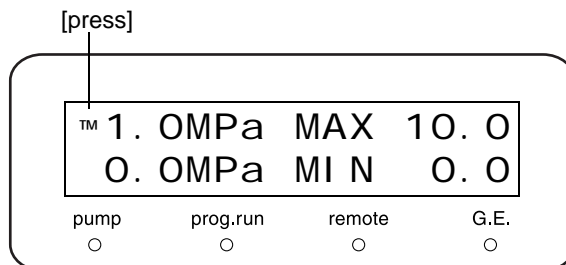 [press]
™1. 0MPa MAX 10. 0
0. 0MPa MIN 0. 0
pump prog.run remote G.E.